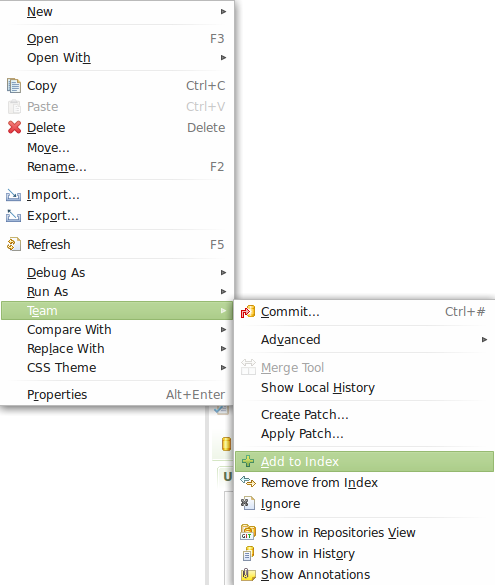 New
Open F3
Open With
Copy Ctrl+C
Paste Ctrl+V
Delete Delete
Move...
Rename... F2
Import...
Export...
Refresh F5
Debug As
Run As
Team
Compare With
Replace With
CSS Theme
Properties Alt+Enter
Commit... Ctrl+#
Advanced
Merge Tool
Show Local History
Create Patch...
Apply Patch...
Add to Index
Remove from Index
Ignore
GIT Show in Repositories View
Show in History
Show Annotations
U